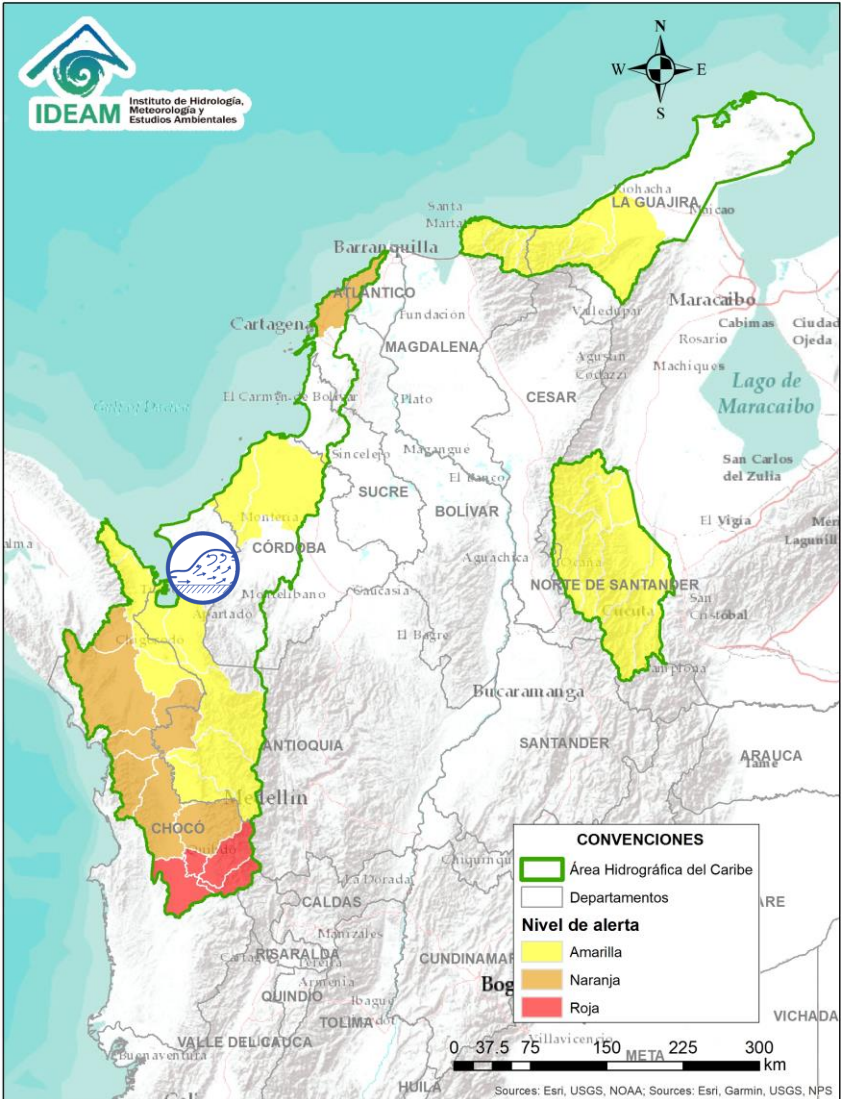 IDEAM
Instituto de Hidrología,
Meteorología y
Estudios Ambientales
N
W
E
S
Riohacha
LA GUAJIRA
Maicao
Santa
Marta
Barranquilla
ATLÁNTICO
Maracaibo
Cartagena
Fundación
Valledupar
Cabimas
Ciudad
Ojeda
Rosario
MAGDALENA
Agustín
Codazzi
Machiques
Lago de
Maracaibo
El Carmen de Bolívar
Plato
CESAR
Sincelejo
Magangué
San Carlos
del Zulia
El Banco
SUCRE
BOLÍVAR
Montería
El Vigía
CÓRDOBA
Aguachica
Ocaña
NORTE DE SANTANDER
Montelíbano
Caucasia
Apartadó
San
Cristóbal
Cúcuta
El Bagre
Chigorodó
Pamplona
Bucaramanga
ANTIOQUIA
SANTANDER
ARAUCA
Tame
Medellín
CHOCÓ
Quibdó
La Dorada
CALDAS
Manizales
RISARALDA
Pereira
Armenia
QUINDÍO
Ibagué
TOLIMA
VALLE DEL CAUCA
Buenaventura
HUILA
Villavicencio
META
VICHADA
CONVENCIONES
Área Hidrográfica del Caribe
Departamentos
Nivel de alerta
Amarilla
Naranja
Roja
0 37.5 75 150 225 300
km
Sources: Esri, USGS, NOAA; Sources: Esri, Garmin, USGS, NPS